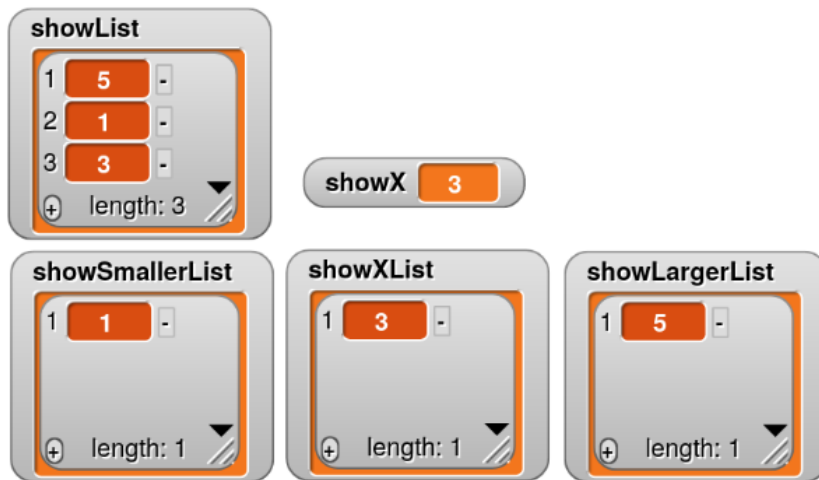 showList
1 5 -
2 1 -
3 3 -
+ length: 3
showX 3
showSmallerList
1 1 -
+ length: 1
showXList
1 3 -
+ length: 1
showLargerList
1 5 -
+ length: 1